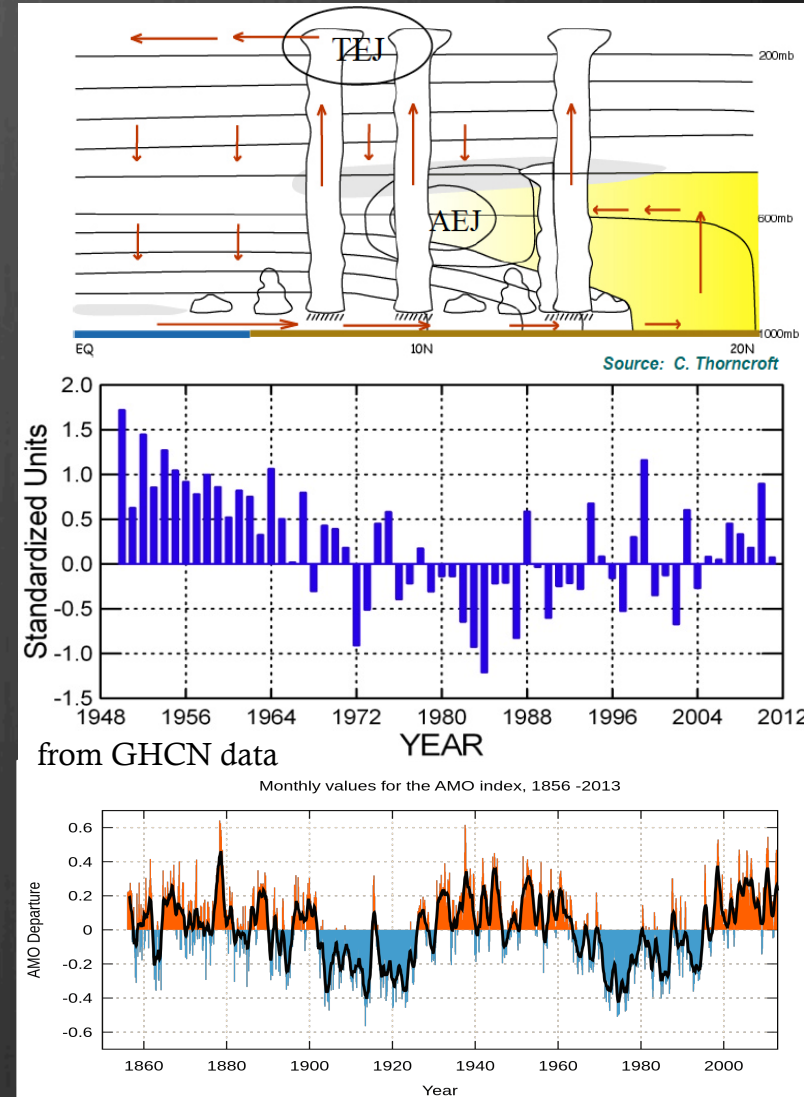 TEJ
200mb
AEJ
600mb
1000mb
EQ 10N 20N
Source: C. Thorncroft
2.0
1.5
1.0
0.5
0.0
-0.5
-1.0
-1.5
Standardized Units
1948 1956 1964 1972 1980 1988 1996 2004 2012
YEAR
from GHCN data
Monthly values for the AMO index, 1856 -2013
0.6
0.4
0.2
0
-0.2
-0.4
-0.6
AMO Departure
1860 1880 1900 1920 1940 1960 1980 2000
Year